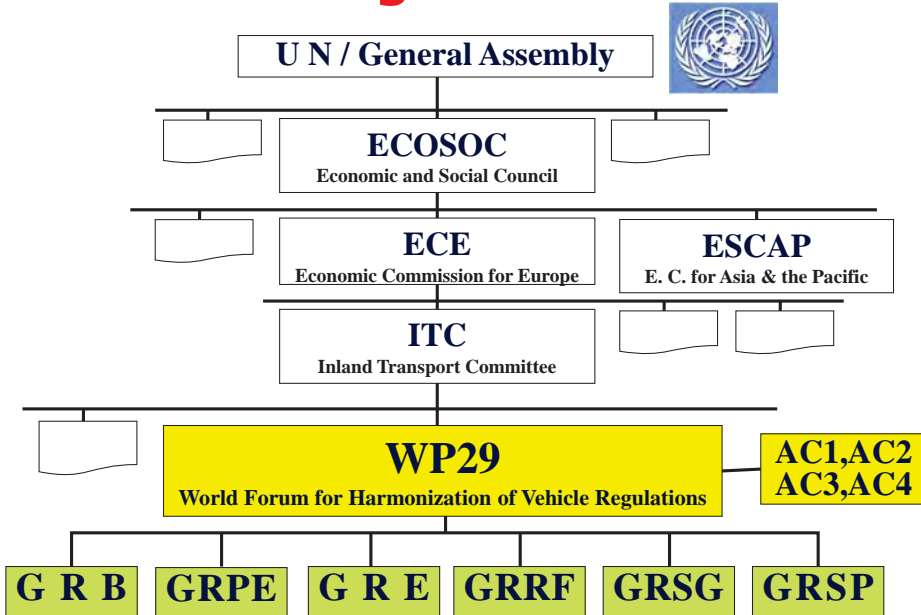 U N / General Assembly
ECOSOC
Economic and Social Council
ECE
Economic Commission for Europe
ESCAP
E. C. for Asia & the Pacific
ITC
Inland Transport Committee
WP29
World Forum for Harmonization of Vehicle Regulations
AC1,AC2
AC3,AC4
G R B
GRPE
G R E
GRRF
GRSG
GRSP